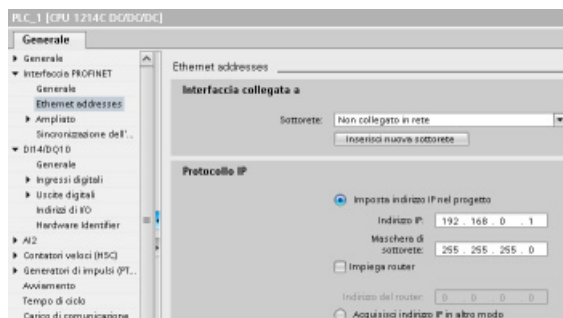 PLC_1 [CPU 1214C DC/DC/DC]
Generale
Generale
Interfaccia PROFINET
Generale
Ethernet addresses
Ampliato
Sincronizzazione dell'...
DI14/DQ10
Generale
Ingressi digitali
Uscite digitali
Indirizzi di I/O
Hardware Identifier
AI2
Contatori veloci (HSC)
Generatori di impulsi (PT...
Avviamento
Tempo di ciclo
Carico di comunicazione
Ethernet addresses
Interfaccia collegata a
Sottorete: Non collegato in rete
Inserisci nuova sottorete
Protocollo IP
Imposta indirizzo IP nel progetto
Indirizzo IP: 192 . 168 . 0 . 1
Maschera di
sottorete: 255 . 255 . 255 . 0
Impiega router
Indirizzo del router: 0 . 0 . 0 . 0
Acquisisci indirizzo IP in altro modo